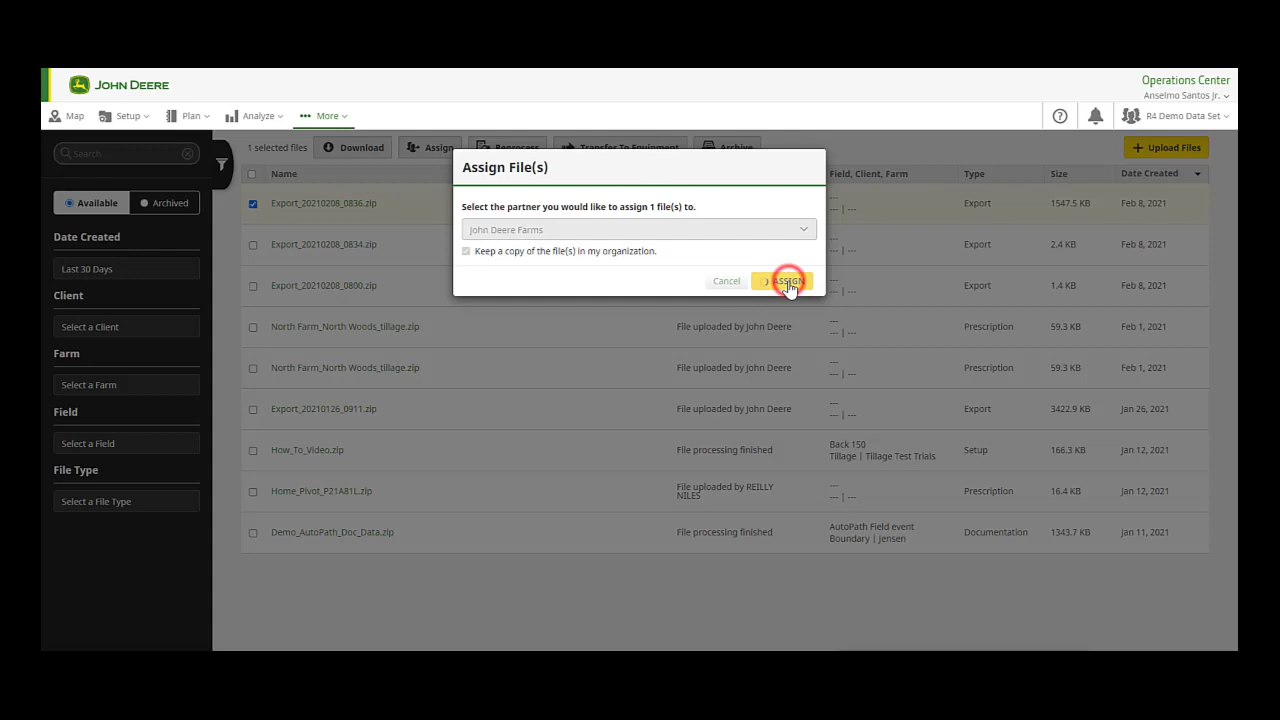 JOHN DEERE
Operations Center
Anselmo Santos Jr.
Map Setup Plan Analyze More
R4 Demo Data Set
Search
1 selected files Download Assign Reprocess Transfer To Equipment Archive Upload Files
Name Field, Client, Farm Type Size Date Created
Available Archived
Date Created
Last 30 Days
Client
Select a Client
Farm
Select a Farm
Field
Select a Field
File Type
Select a File Type
Assign File(s)
Select the partner you would like to assign 1 file(s) to.
John Deere Farms
Keep a copy of the file(s) in my organization.
Cancel ASSIGN
Export_20210208_0836.zip --- Export 1547.5 KB Feb 8, 2021
--- | ---
Export_20210208_0834.zip --- Export 2.4 KB Feb 8, 2021
--- | ---
Export_20210208_0800.zip --- Export 1.4 KB Feb 8, 2021
--- | ---
North Farm_North Woods_tillage.zip File uploaded by John Deere --- Prescription 59.3 KB Feb 1, 2021
--- | ---
North Farm_North Woods_tillage.zip File uploaded by John Deere --- Prescription 59.3 KB Feb 1, 2021
--- | ---
Export_20210126_0911.zip File uploaded by John Deere --- Export 3422.9 KB Jan 26, 2021
--- | ---
How_To_Video.zip File processing finished Back 150 Setup 166.3 KB Jan 12, 2021
Tillage | Tillage Test Trials
Home_Pivot_P21A81L.zip File uploaded by REILLY --- Prescription 16.4 KB Jan 12, 2021
NILES --- | ---
Demo_AutoPath_Doc_Data.zip File processing finished AutoPath Field event Documentation 1343.7 KB Jan 11, 2021
Boundary | Jensen